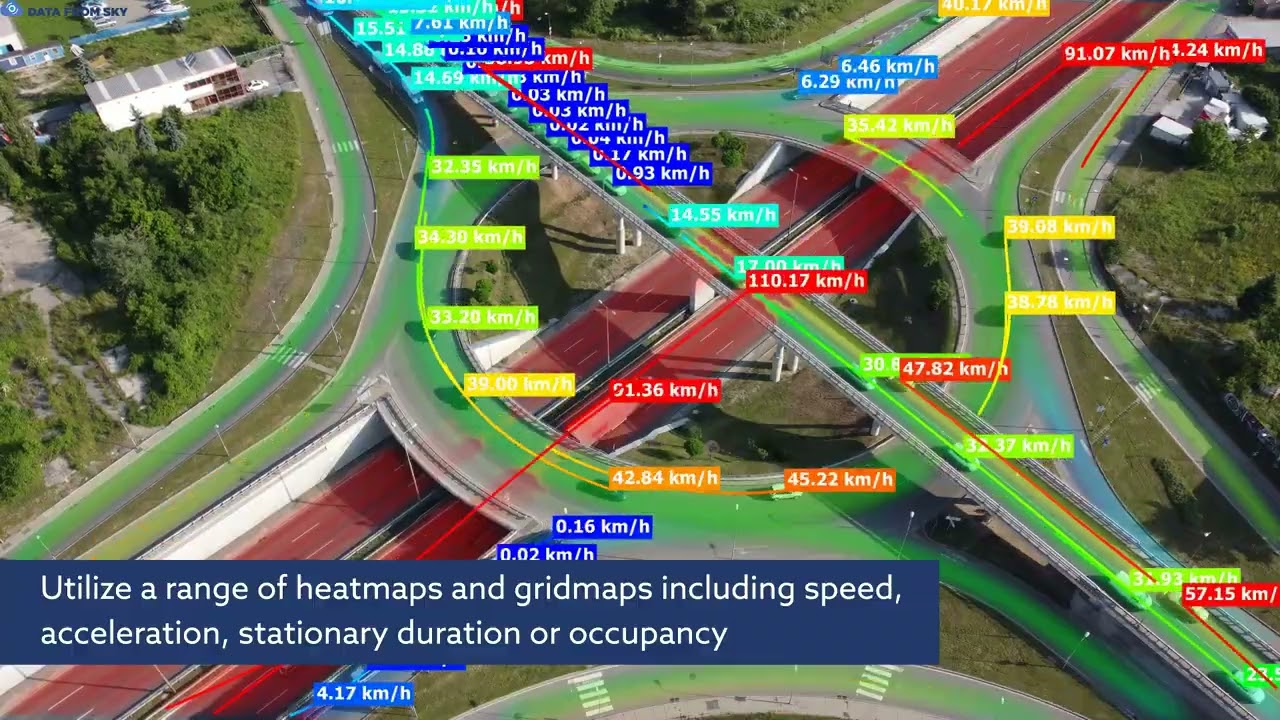 DATA FROM SKY
40.17 km/h
15.51
7.61 km/h
14.86
0.10 km/h
91.07 km/h
4.24 km/h
6.46 km/h
6.29 km/h
14.69 km/h
0.03 km/h
0.03 km/h
0.02 km/h
0.04 km/h
0.17 km/h
0.93 km/h
35.42 km/h
32.35 km/h
14.55 km/h
39.08 km/h
34.30 km/h
17.00 km/h
110.17 km/h
38.78 km/h
33.20 km/h
30.8
47.82 km/h
39.00 km/h
91.36 km/h
32.37 km/h
42.84 km/h
45.22 km/h
0.16 km/h
0.02 km/h
31.93 km/h
57.15 km/
Utilize a range of heatmaps and gridmaps including speed,
acceleration, stationary duration or occupancy
23.5
4.17 km/h